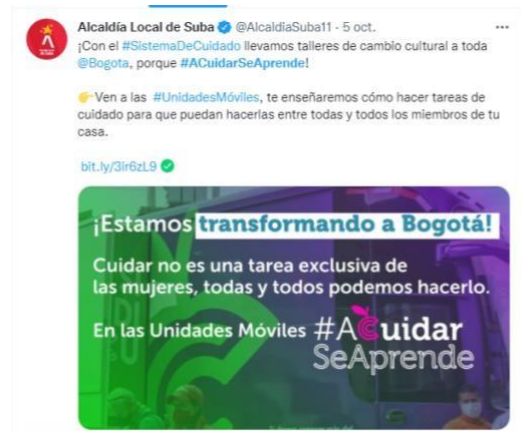 Alcaldía Local de Suba @AlcaldiaSuba11 · 5 oct.
¡Con el #SistemaDeCuidado llevamos talleres de cambio cultural a toda
@Bogota, porque #ACuidarSeAprende!
👉Ven a las #UnidadesMóviles, te enseñaremos cómo hacer tareas de
cuidado para que puedan hacerlas entre todas y todos los miembros de tu
casa.
bit.ly/3ir6zL9
¡Estamos transformando a Bogotá!
Cuidar no es una tarea exclusiva de
las mujeres, todas y todos podemos hacerlo.
En las Unidades Móviles #ACuidar
SeAprende